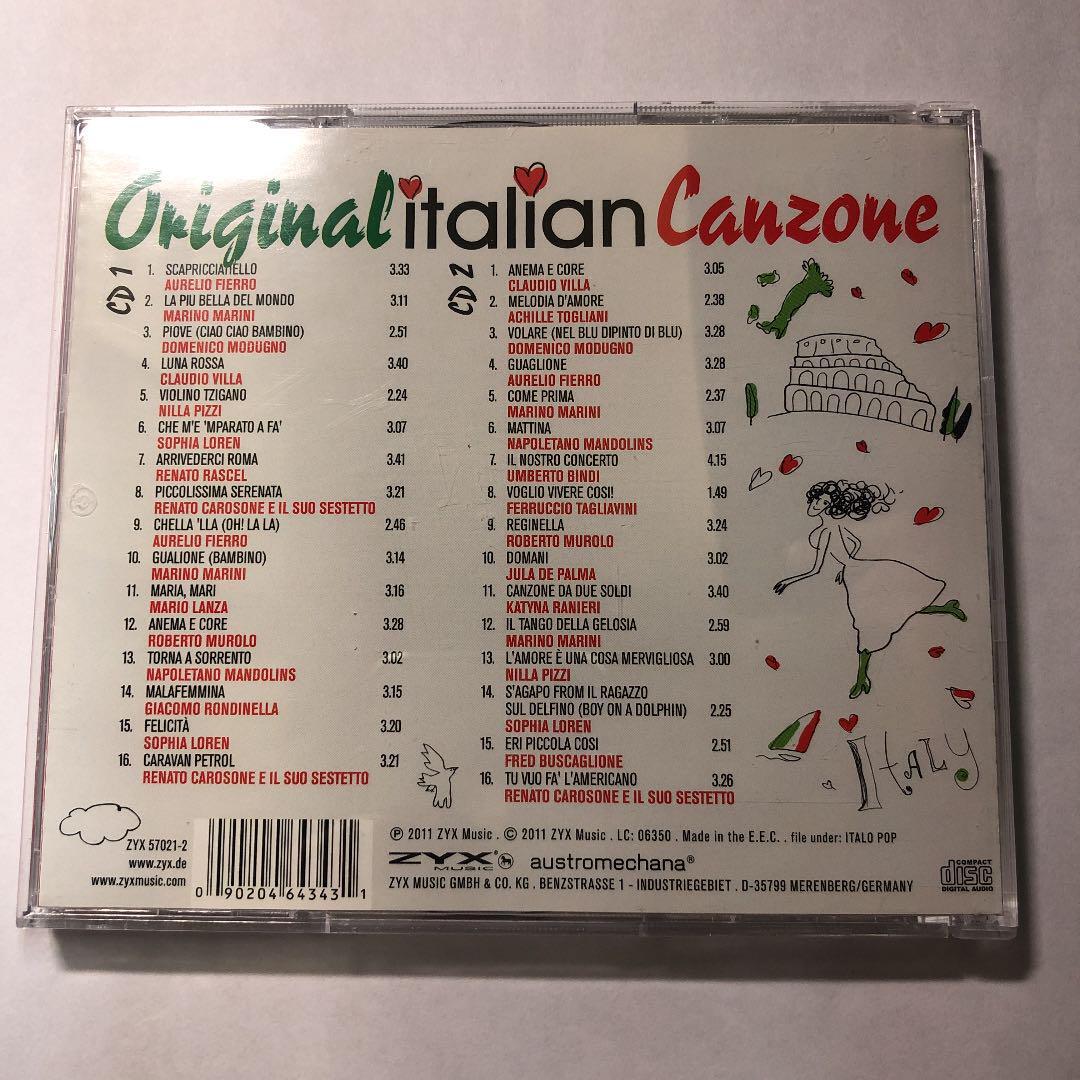 Original italian Canzone
CD 1
1. SCAPRICCIATIELLO 3.33
AURELIO FIERRO
2. LA PIU BELLA DEL MONDO 3.11
MARINO MARINI
3. PIOVE (CIAO CIAO BAMBINO) 2.51
DOMENICO MODUGNO
4. LUNA ROSSA 3.40
CLAUDIO VILLA
5. VIOLINO TZIGANO 2.24
NILLA PIZZI
6. CHE M'E 'MPARATO A FA' 3.07
SOPHIA LOREN
7. ARRIVEDERCI ROMA 3.41
RENATO RASCEL
8. PICCOLISSIMA SERENATA 3.21
RENATO CAROSONE E IL SUO SESTETTO
9. CHELLA 'LLA (OH! LA LA) 2.46
AURELIO FIERRO
10. GUALIONE (BAMBINO) 3.14
MARINO MARINI
11. MARIA, MARI 3.16
MARIO LANZA
12. ANEMA E CORE 3.28
ROBERTO MUROLO
13. TORNA A SORRENTO 3.02
NAPOLETANO MANDOLINS
14. MALAFEMMINA 3.15
GIACOMO RONDINELLA
15. FELICITÀ 3.20
SOPHIA LOREN
16. CARAVAN PETROL 3.21
RENATO CAROSONE E IL SUO SESTETTO
CD 2
1. ANEMA E CORE 3.05
CLAUDIO VILLA
2. MELODIA D'AMORE 2.38
ACHILLE TOGLIANI
3. VOLARE (NEL BLU DIPINTO DI BLU) 3.28
DOMENICO MODUGNO
4. GUAGLIONE 3.28
AURELIO FIERRO
5. COME PRIMA 2.37
MARINO MARINI
6. MATTINA 3.07
NAPOLETANO MANDOLINS
7. IL NOSTRO CONCERTO 4.15
UMBERTO BINDI
8. VOGLIO VIVERE COSI! 1.49
FERRUCCIO TAGLIAVINI
9. REGINELLA 3.24
ROBERTO MUROLO
10. DOMANI 3.02
JULA DE PALMA
11. CANZONE DA DUE SOLDI 3.40
KATYNA RANIERI
12. IL TANGO DELLA GELOSIA 2.59
MARINO MARINI
13. L'AMORE È UNA COSA MERVIGLIOSA 3.00
NILLA PIZZI
14. S'AGAPO FROM IL RAGAZZO
SUL DELFINO (BOY ON A DOLPHIN) 2.25
SOPHIA LOREN
15. ERI PICCOLA COSI 2.51
FRED BUSCAGLIONE
16. TU VUO FA' L'AMERICANO 3.26
RENATO CAROSONE E IL SUO SESTETTO
ITALY
ZYX 57021-2
www.zyx.de
www.zyxmusic.com
0 90204 64343 1
℗ 2011 ZYX Music . © 2011 ZYX Music . LC: 06350 . Made in the E.E.C. . file under: ITALO POP
ZYX MUSIC ® austromechana®
ZYX MUSIC GMBH & CO. KG . BENZSTRASSE 1 - INDUSTRIEGEBIET . D-35799 MERENBERG/GERMANY
COMPACT
disc
DIGITAL AUDIO